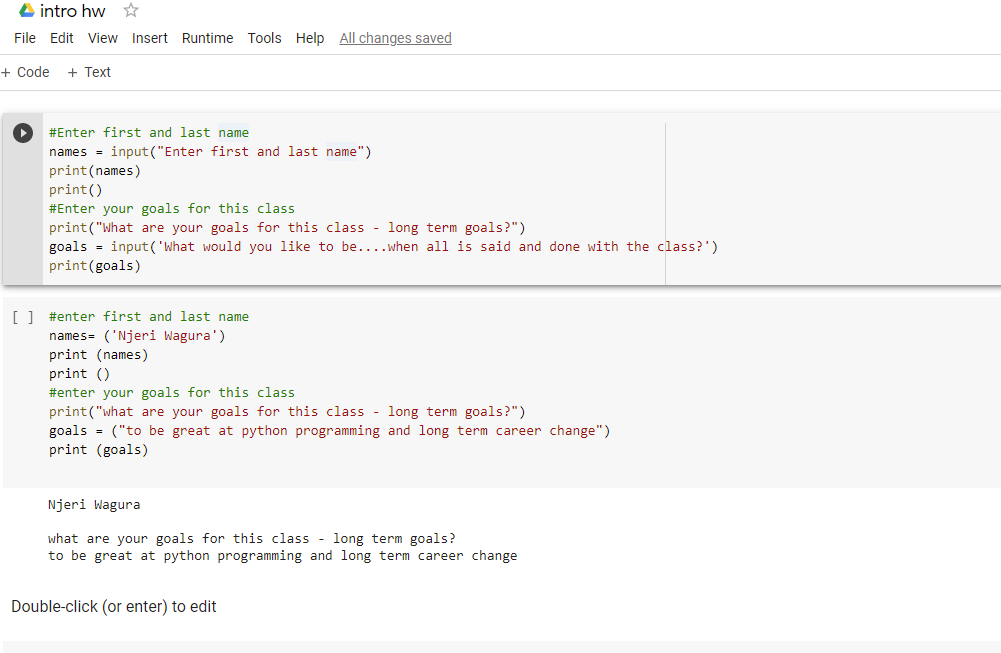 intro hw
File Edit View Insert Runtime Tools Help All changes saved
+ Code + Text
#Enter first and last name
names = input("Enter first and last name")
print(names)
print()
#Enter your goals for this class
print("What are your goals for this class - long term goals?")
goals = input('What would you like to be....when all is said and done with the class?')
print(goals)
[ ] #enter first and last name
names= ('Njeri Wagura')
print (names)
print ()
#enter your goals for this class
print("what are your goals for this class - long term goals?")
goals = ("to be great at python programming and long term career change")
print (goals)
Njeri Wagura
what are your goals for this class - long term goals?
to be great at python programming and long term career change
Double-click (or enter) to edit